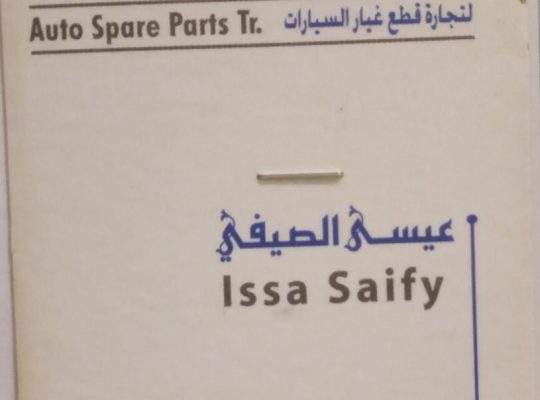 Auto Spare Parts Tr. لتجارة قطع غيار السيارات
عيسى الصيفي
Issa Saify